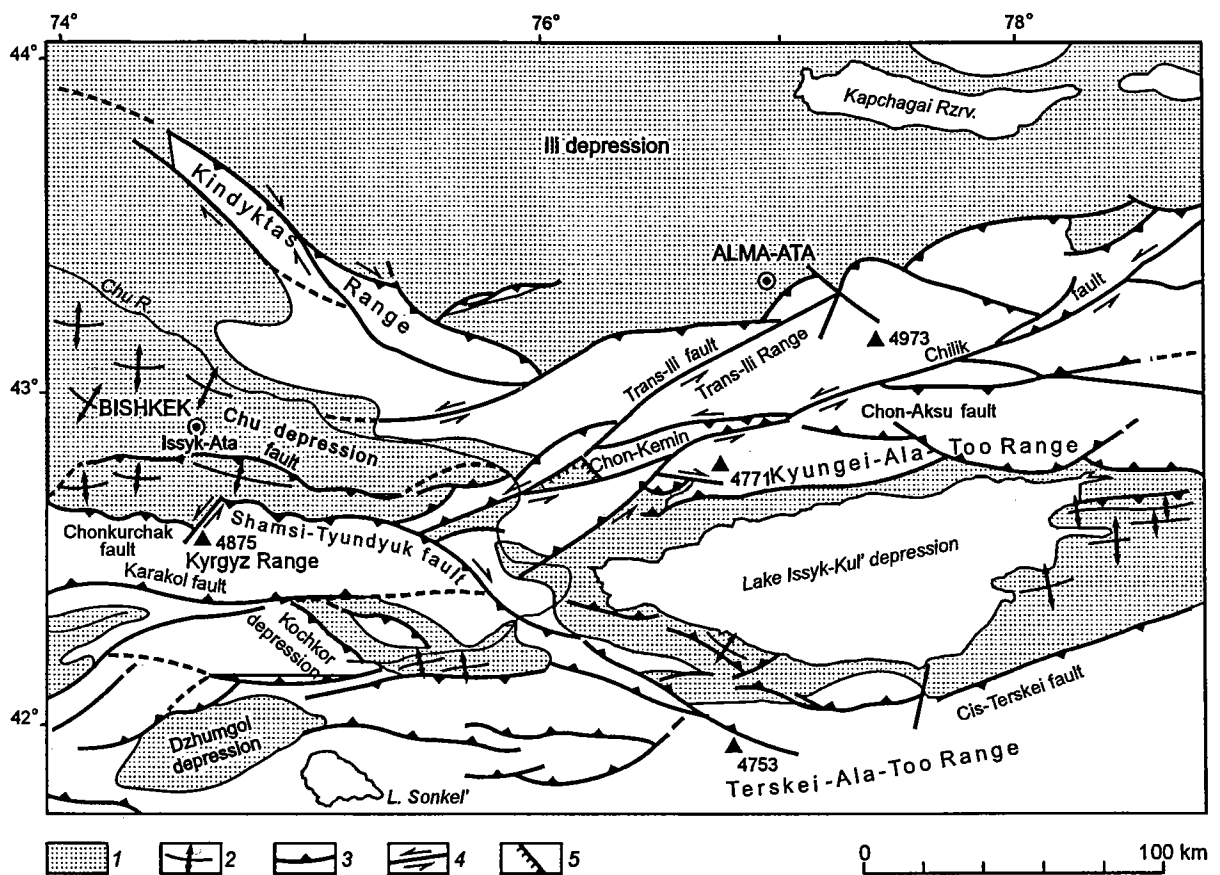 74° 76° 78°
44°
Kapchagai Rzrv.
Ili depression
Kindyktas
Range
ALMA-ATA
Chu R.
fault
4973
Trans-Ili fault
Trans-Ili Range
Chilik
43°
BISHKEK
Chu depression
Issyk-Ata
fault
Chon-Aksu fault
Chon-Kemin
4771 Kyungei-Ala-Too Range
Chonkurchak
fault
4875
Kyrgyz Range
Shamsi-Tyundyuk fault
Karakol fault
Lake Issyk-Kul' depression
Kochkor
depression
42°
Cis-Terskei fault
Dzhumgol
depression
4753
Terskei-Ala-Too Range
L. Sonkel'
1 2 3 4 5
0 100 km